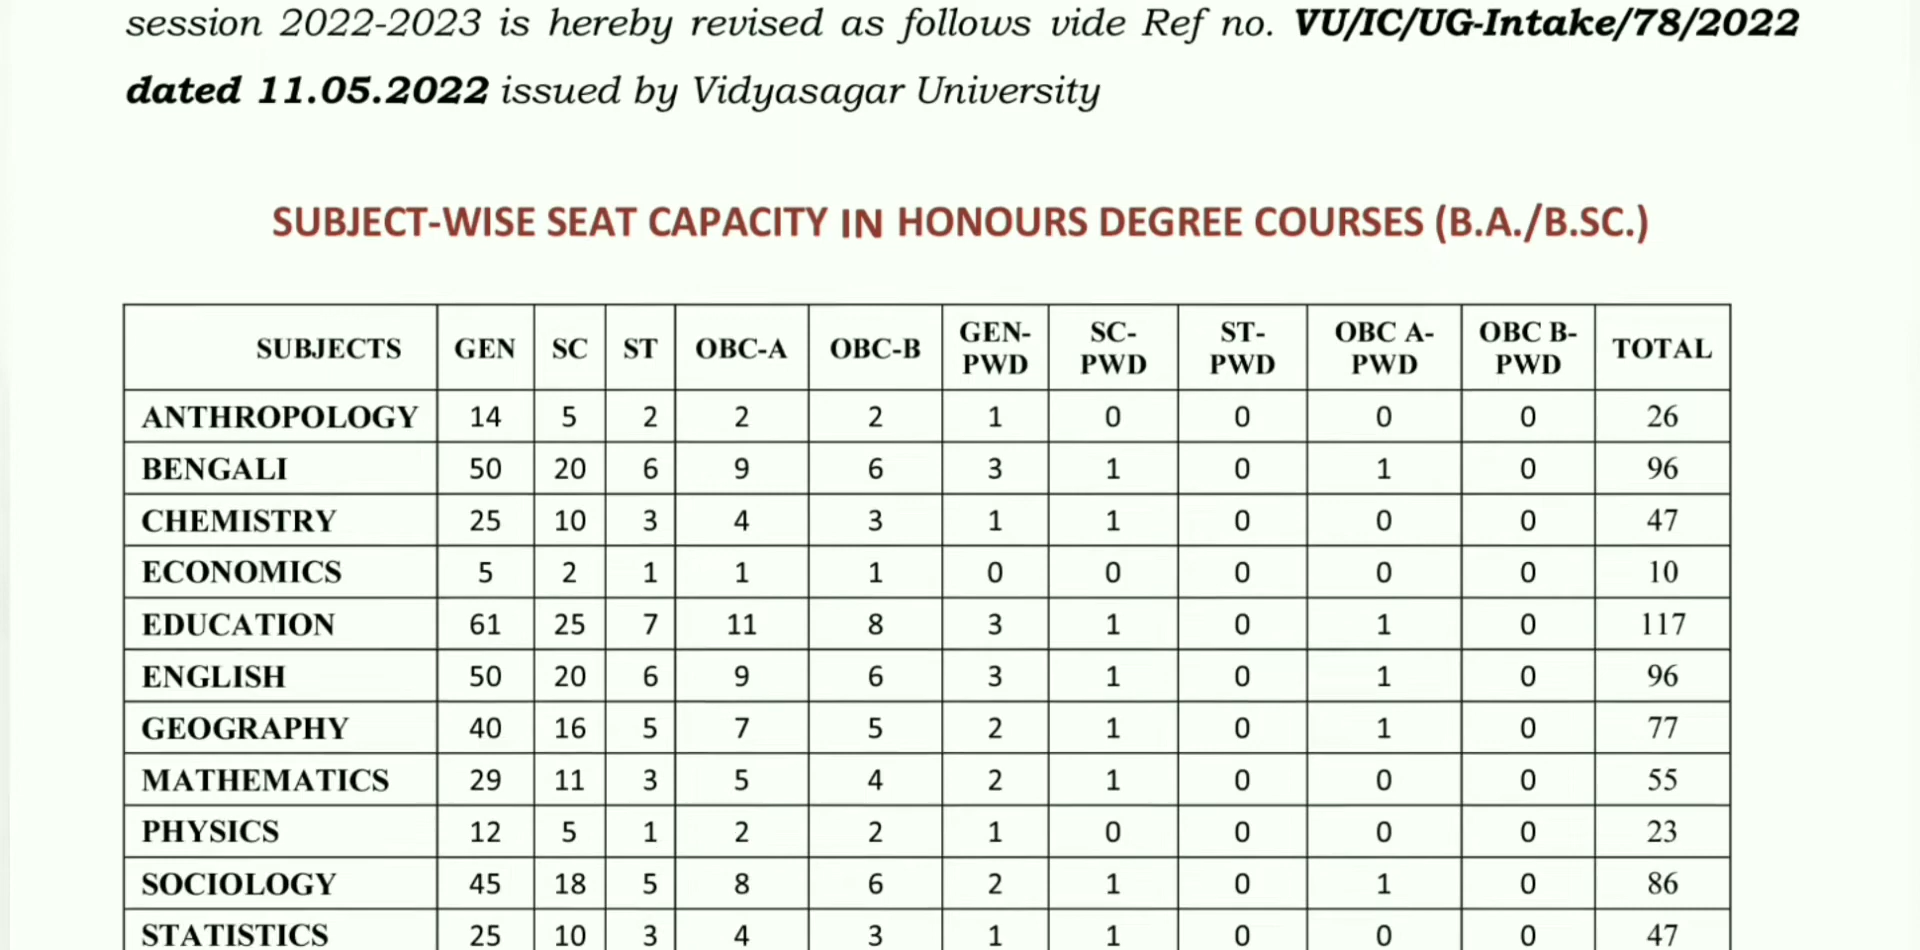 session 2022-2023 is hereby revised as follows vide Ref no. VU/IC/UG-Intake/78/2022
dated 11.05.2022 issued by Vidyasagar University
SUBJECT-WISE SEAT CAPACITY IN HONOURS DEGREE COURSES (B.A./B.SC.)
SUBJECTS GEN SC ST OBC-A OBC-B GEN-PWD SC-PWD ST-PWD OBC A-PWD OBC B-PWD TOTAL
ANTHROPOLOGY 14 5 2 2 2 1 0 0 0 0 26
BENGALI 50 20 6 9 6 3 1 0 1 0 96
CHEMISTRY 25 10 3 4 3 1 1 0 0 0 47
ECONOMICS 5 2 1 1 1 0 0 0 0 0 10
EDUCATION 61 25 7 11 8 3 1 0 1 0 117
ENGLISH 50 20 6 9 6 3 1 0 1 0 96
GEOGRAPHY 40 16 5 7 5 2 1 0 1 0 77
MATHEMATICS 29 11 3 5 4 2 1 0 0 0 55
PHYSICS 12 5 1 2 2 1 0 0 0 0 23
SOCIOLOGY 45 18 5 8 6 2 1 0 1 0 86
STATISTICS 25 10 3 4 3 1 1 0 0 0 47